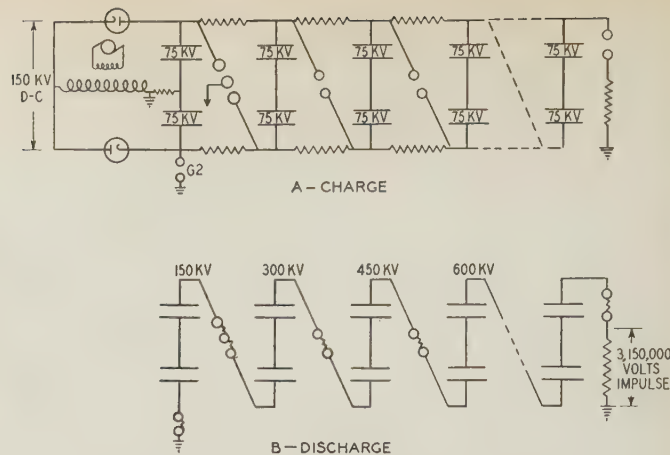 150 KV
D-C
75 KV
75 KV
75 KV
75 KV
75 KV
75 KV
75 KV
75 KV
75 KV
75 KV
G2
A - CHARGE
150 KV
300 KV
450 KV
600 KV
3,150,000
VOLTS
IMPULSE
B - DISCHARGE